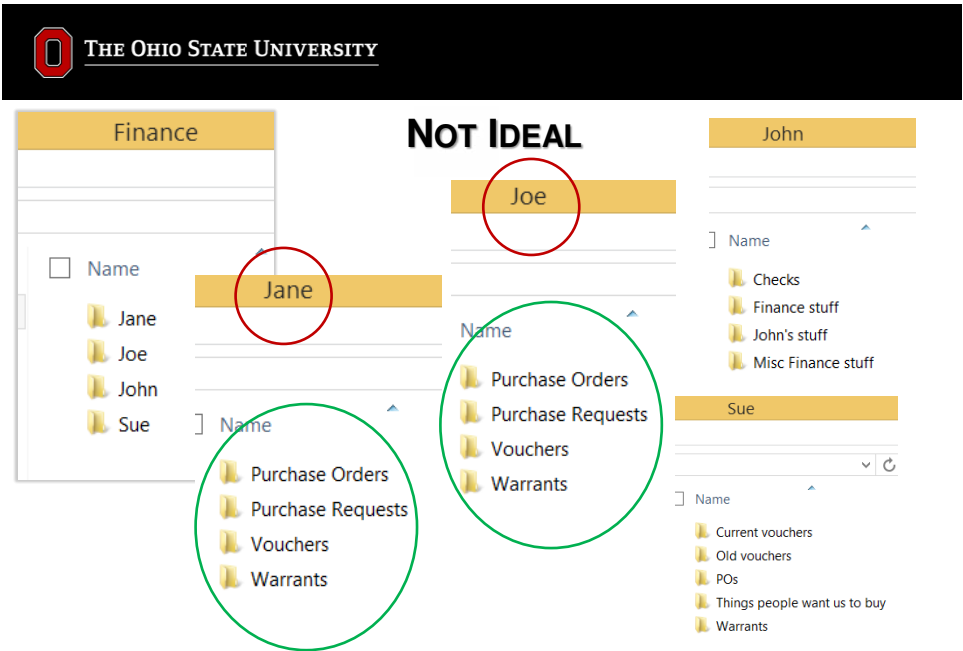 THE OHIO STATE UNIVERSITY
NOT IDEAL
Finance
Name
Jane
Joe
John
Sue
Jane
Name
Purchase Orders
Purchase Requests
Vouchers
Warrants
Joe
Name
Purchase Orders
Purchase Requests
Vouchers
Warrants
John
Name
Checks
Finance stuff
John's stuff
Misc Finance stuff
Sue
Name
Current vouchers
Old vouchers
POs
Things people want us to buy
Warrants